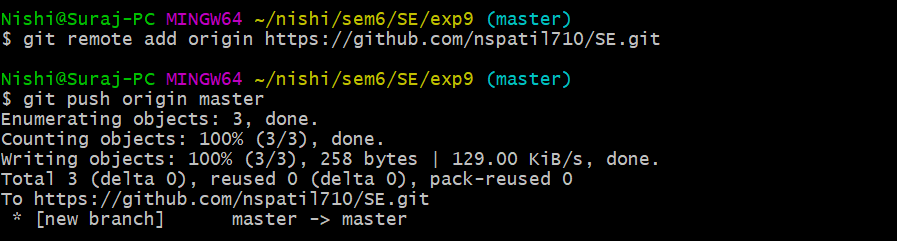 Nishi@Suraj-PC MINGW64 ~/nishi/sem6/SE/exp9 (master)
$ git remote add origin https://github.com/nspatil710/SE.git
Nishi@Suraj-PC MINGW64 ~/nishi/sem6/SE/exp9 (master)
$ git push origin master
Enumerating objects: 3, done.
Counting objects: 100% (3/3), done.
Writing objects: 100% (3/3), 258 bytes | 129.00 KiB/s, done.
Total 3 (delta 0), reused 0 (delta 0), pack-reused 0
To https://github.com/nspatil710/SE.git
 * [new branch]      master -> master